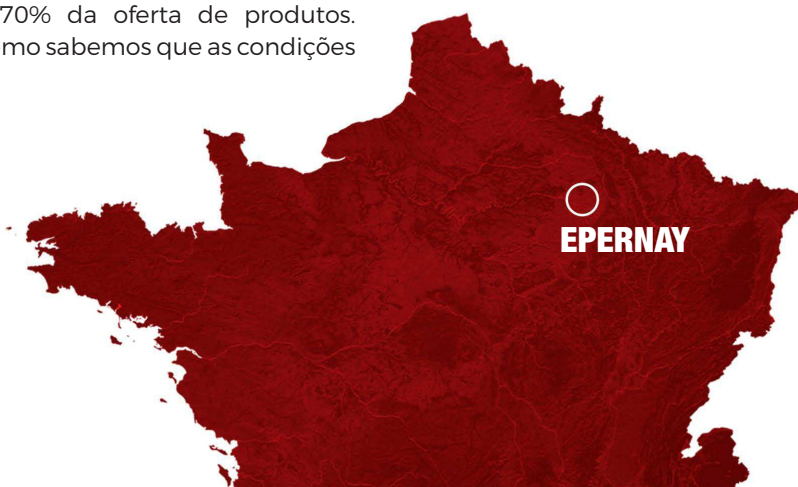 70% da oferta de produtos.
mo sabemos que as condições
EPERNAY